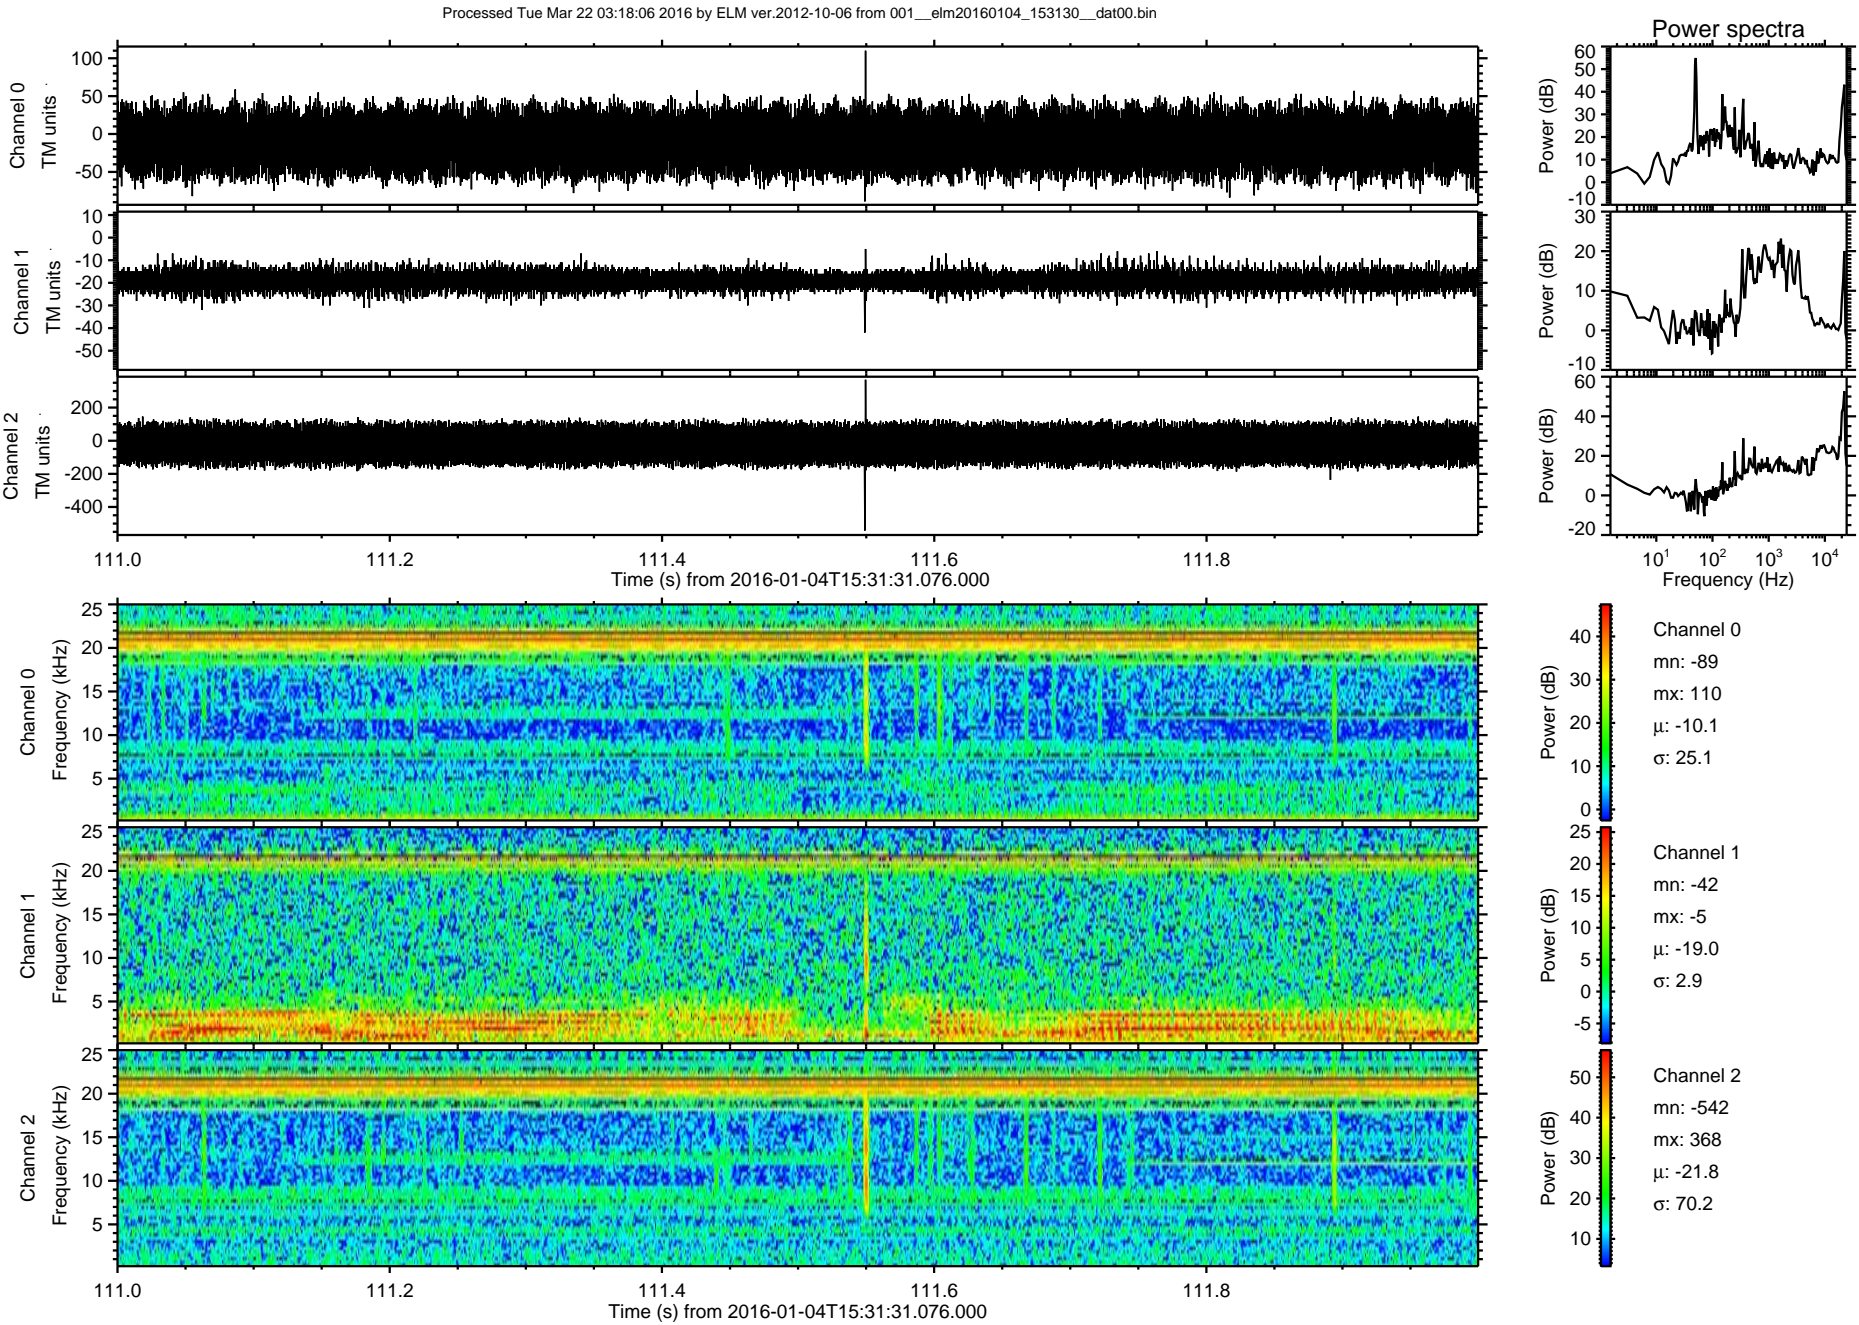 Processed Tue Mar 22 03:18:06 2016 by ELM ver.2012-10-06 from 001__elm20160104_153130__dat00.bin
Power spectra
Channel 0
TM units
100
50
0
-50
Power (dB)
60
50
40
30
20
10
0
-10
Channel 1
TM units
10
0
-10
-20
-30
-40
-50
Power (dB)
30
20
10
0
-10
Channel 2
TM units
200
0
-200
-400
Power (dB)
60
40
20
0
-20
111.0 111.2 111.4 111.6 111.8
Time (s) from 2016-01-04T15:31:31.076.000
10^1 10^2 10^3 10^4
Frequency (Hz)
Channel 0
Frequency (kHz)
25
20
15
10
5
Power (dB)
40
30
20
10
0
Channel 0
mn: -89
mx: 110
μ: -10.1
σ: 25.1
Channel 1
Frequency (kHz)
25
20
15
10
5
Power (dB)
25
20
15
10
5
0
-5
Channel 1
mn: -42
mx: -5
μ: -19.0
σ: 2.9
Channel 2
Frequency (kHz)
25
20
15
10
5
Power (dB)
50
40
30
20
10
Channel 2
mn: -542
mx: 368
μ: -21.8
σ: 70.2
111.0 111.2 111.4 111.6 111.8
Time (s) from 2016-01-04T15:31:31.076.000